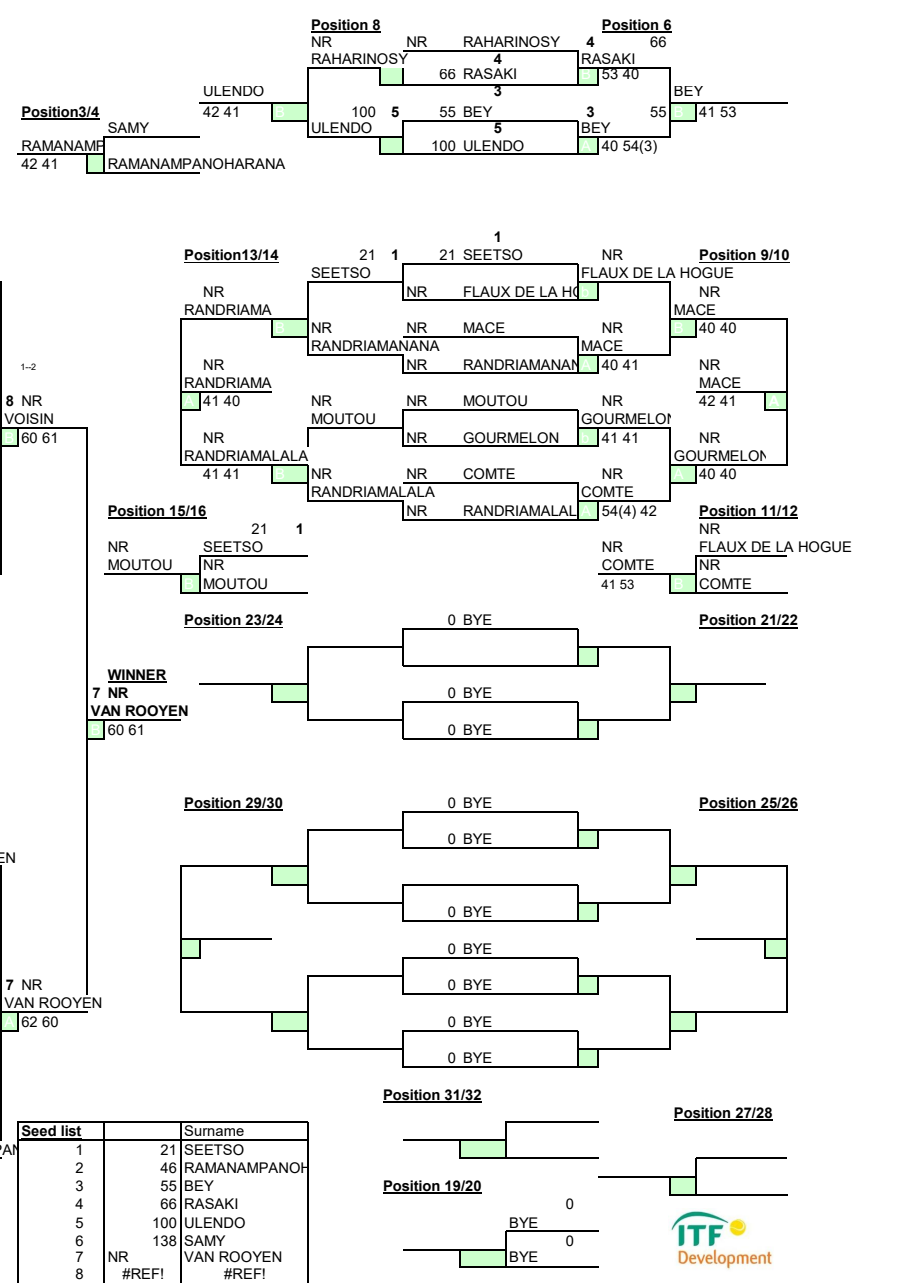 Position 8 Position 6
NR NR RAHARINOSY 4 66
RAHARINOSY 4 RASAKI
66 RASAKI B 53 40
ULENDO 3 BEY
42 41 B 100 5 55 BEY 3 55 B 41 53
Position3/4
SAMY ULENDO 5 BEY
RAMANAMP 100 ULENDO A 40 54(3)
42 41 RAMANAMPANOHARANA
1
Position13/14 21 1 21 SEETSO NR Position 9/10
SEETSO FLAUX DE LA HOGUE
NR NR FLAUX DE LA HO NR
RANDRIAMA MACE
B NR NR MACE NR B 40 40
RANDRIAMANANA MACE
1--2 NR NR RANDRIAMANAN A 40 41 NR
RANDRIAMA MACE
8 NR A 41 40 NR NR MOUTOU NR 42 41 A
VOISIN MOUTOU GOURMELON
B 60 61 NR NR GOURMELON 41 41 NR
RANDRIAMALALA GOURMELON
41 41 B NR NR COMTE NR A 40 40
RANDRIAMALALA COMTE
Position 15/16 NR RANDRIAMALAL A 54(4) 42 Position 11/12
21 1 NR
NR SEETSO NR FLAUX DE LA HOGUE
MOUTOU NR COMTE NR
B MOUTOU 41 53 B COMTE
Position 23/24 0 BYE Position 21/22
WINNER
7 NR 0 BYE
VAN ROOYEN
60 61 0 BYE
Position 29/30 0 BYE Position 25/26
0 BYE
EN
0 BYE
0 BYE
7 NR 0 BYE
VAN ROOYEN
A 62 60 0 BYE
0 BYE
Position 31/32
Position 27/28
Seed list Surname
1 21 SEETSO
2 46 RAMANAMPANOH
3 55 BEY
4 66 RASAKI
5 100 ULENDO
6 138 SAMY
7 NR VAN ROOYEN
8 #REF! #REF!
Position 19/20
0
BYE
0
BYE
ITF
Development